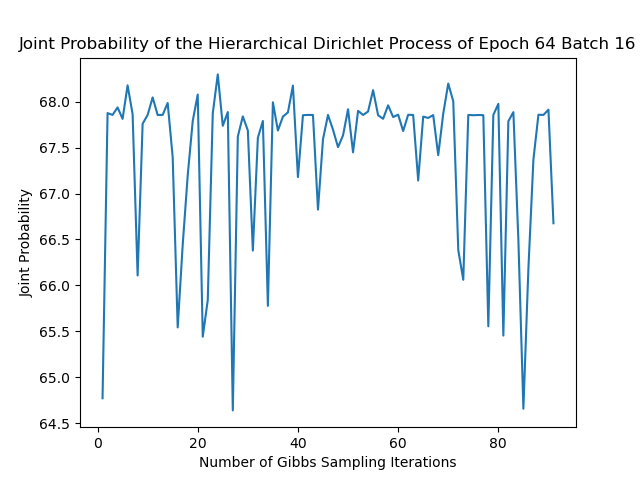 Joint Probability of the Hierarchical Dirichlet Process of Epoch 64 Batch 16
Joint Probability
68.0
67.5
67.0
66.5
66.0
65.5
65.0
64.5
0 20 40 60 80
Number of Gibbs Sampling Iterations